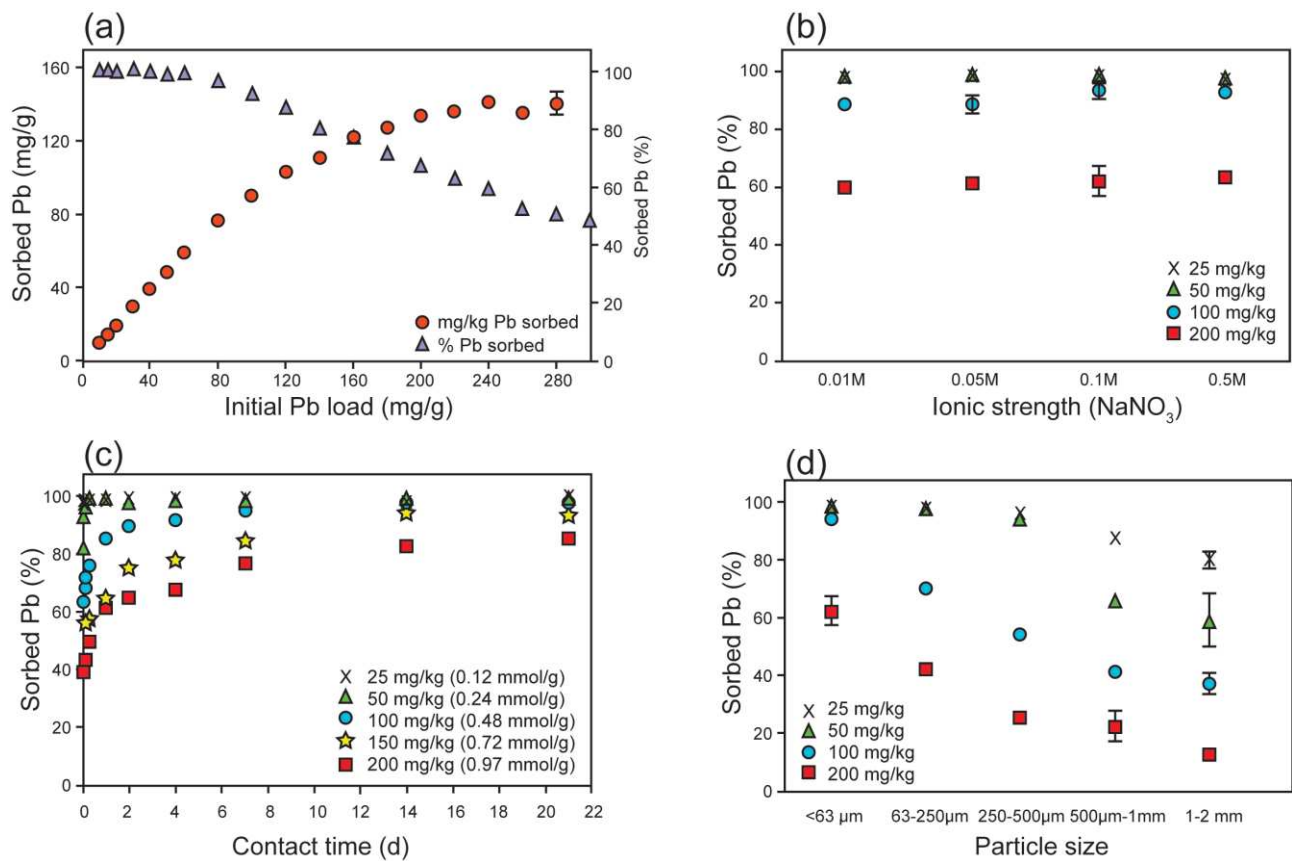 (a)
160
120
80
40
0
Sorbed Pb (mg/g)
100
80
60
40
20
0
Sorbed Pb (%)
mg/kg Pb sorbed
% Pb sorbed
0 40 80 120 160 200 240 280
Initial Pb load (mg/g)
(b)
100
80
60
40
20
0
Sorbed Pb (%)
25 mg/kg
50 mg/kg
100 mg/kg
200 mg/kg
0.01M 0.05M 0.1M 0.5M
Ionic strength (NaNO₃)
(c)
100
80
60
40
20
0
Sorbed Pb (%)
25 mg/kg (0.12 mmol/g)
50 mg/kg (0.24 mmol/g)
100 mg/kg (0.48 mmol/g)
150 mg/kg (0.72 mmol/g)
200 mg/kg (0.97 mmol/g)
0 2 4 6 8 10 12 14 16 18 20 22
Contact time (d)
(d)
100
80
60
40
20
0
Sorbed Pb (%)
25 mg/kg
50 mg/kg
100 mg/kg
200 mg/kg
<63 µm 63-250µm 250-500µm 500µm-1mm 1-2 mm
Particle size